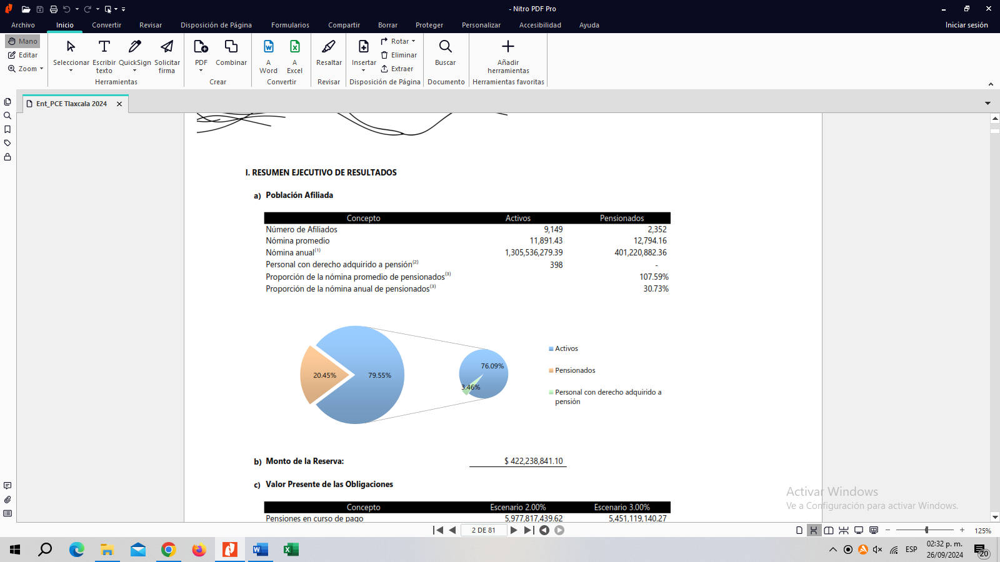 - Nitro PDF Pro
Archivo Inicio Convertir Revisar Disposición de Página Formularios Compartir Borrar Proteger Personalizar Accesibilidad Ayuda Iniciar sesión
Mano
Editar
Zoom
Seleccionar
Escribir texto
QuickSign
Solicitar firma
Herramientas
PDF
Combinar
Crear
A Word
A Excel
Convertir
Resaltar
Revisar
Insertar
Rotar
Eliminar
Extraer
Disposición de Página
Buscar
Documento
Añadir herramientas
Herramientas favoritas
Ent_PCE Tlaxcala 2024
I. RESUMEN EJECUTIVO DE RESULTADOS
a) Población Afiliada
Concepto Activos Pensionados
Número de Afiliados 9,149 2,352
Nómina promedio 11,891.43 12,794.16
Nómina anual(1) 1,305,536,279.39 401,220,882.36
Personal con derecho adquirido a pensión(2) 398 -
Proporción de la nómina promedio de pensionados(3) 107.59%
Proporción de la nómina anual de pensionados(3) 30.73%
20.45% 79.55%
76.09%
3.46%
Activos
Pensionados
Personal con derecho adquirido a
pensión
b) Monto de la Reserva: $ 422,238,841.10
c) Valor Presente de las Obligaciones
Concepto Escenario 2.00% Escenario 3.00%
Pensiones en curso de pago 5,977,817,439.62 5,451,119,140.27
Activar Windows
Ve a Configuración para activar Windows.
2 DE 81
125%
ESP
02:32 p. m.
26/09/2024
20